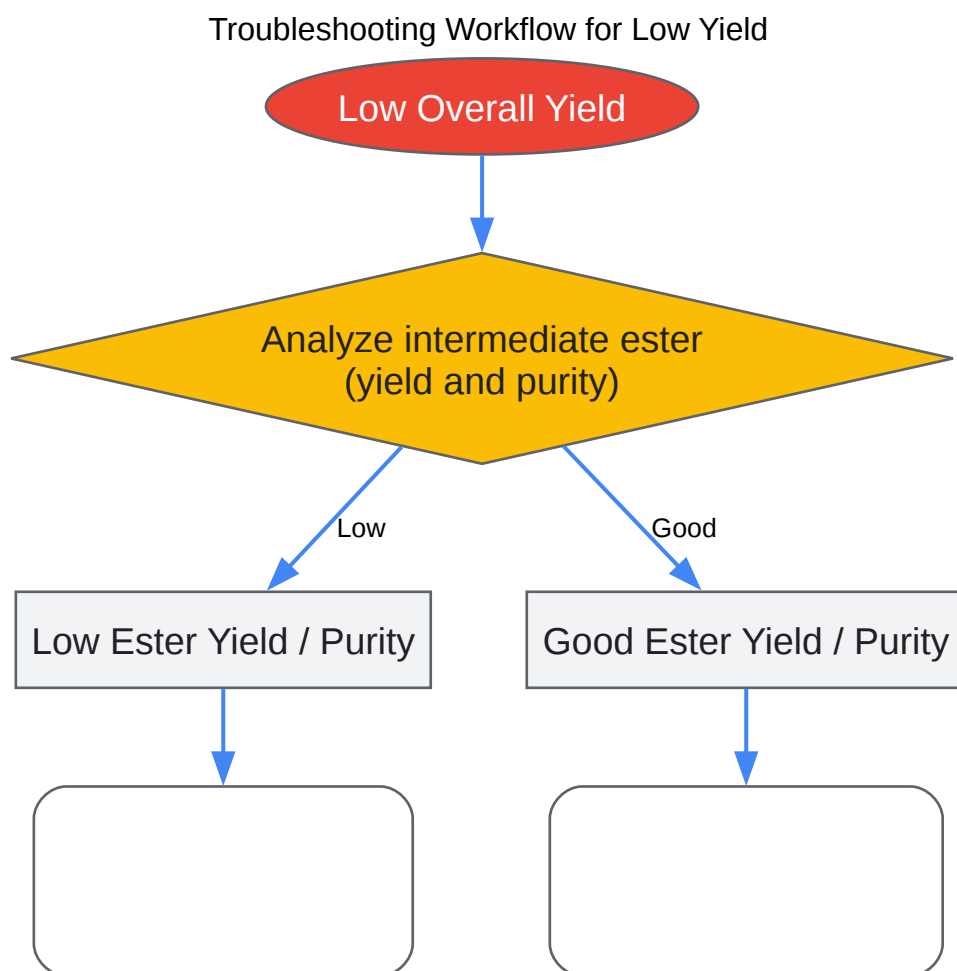 Troubleshooting Workflow for Low Yield
Low Overall Yield
Analyze intermediate ester
(yield and purity)
Low
Good
Low Ester Yield / Purity
Good Ester Yield / Purity